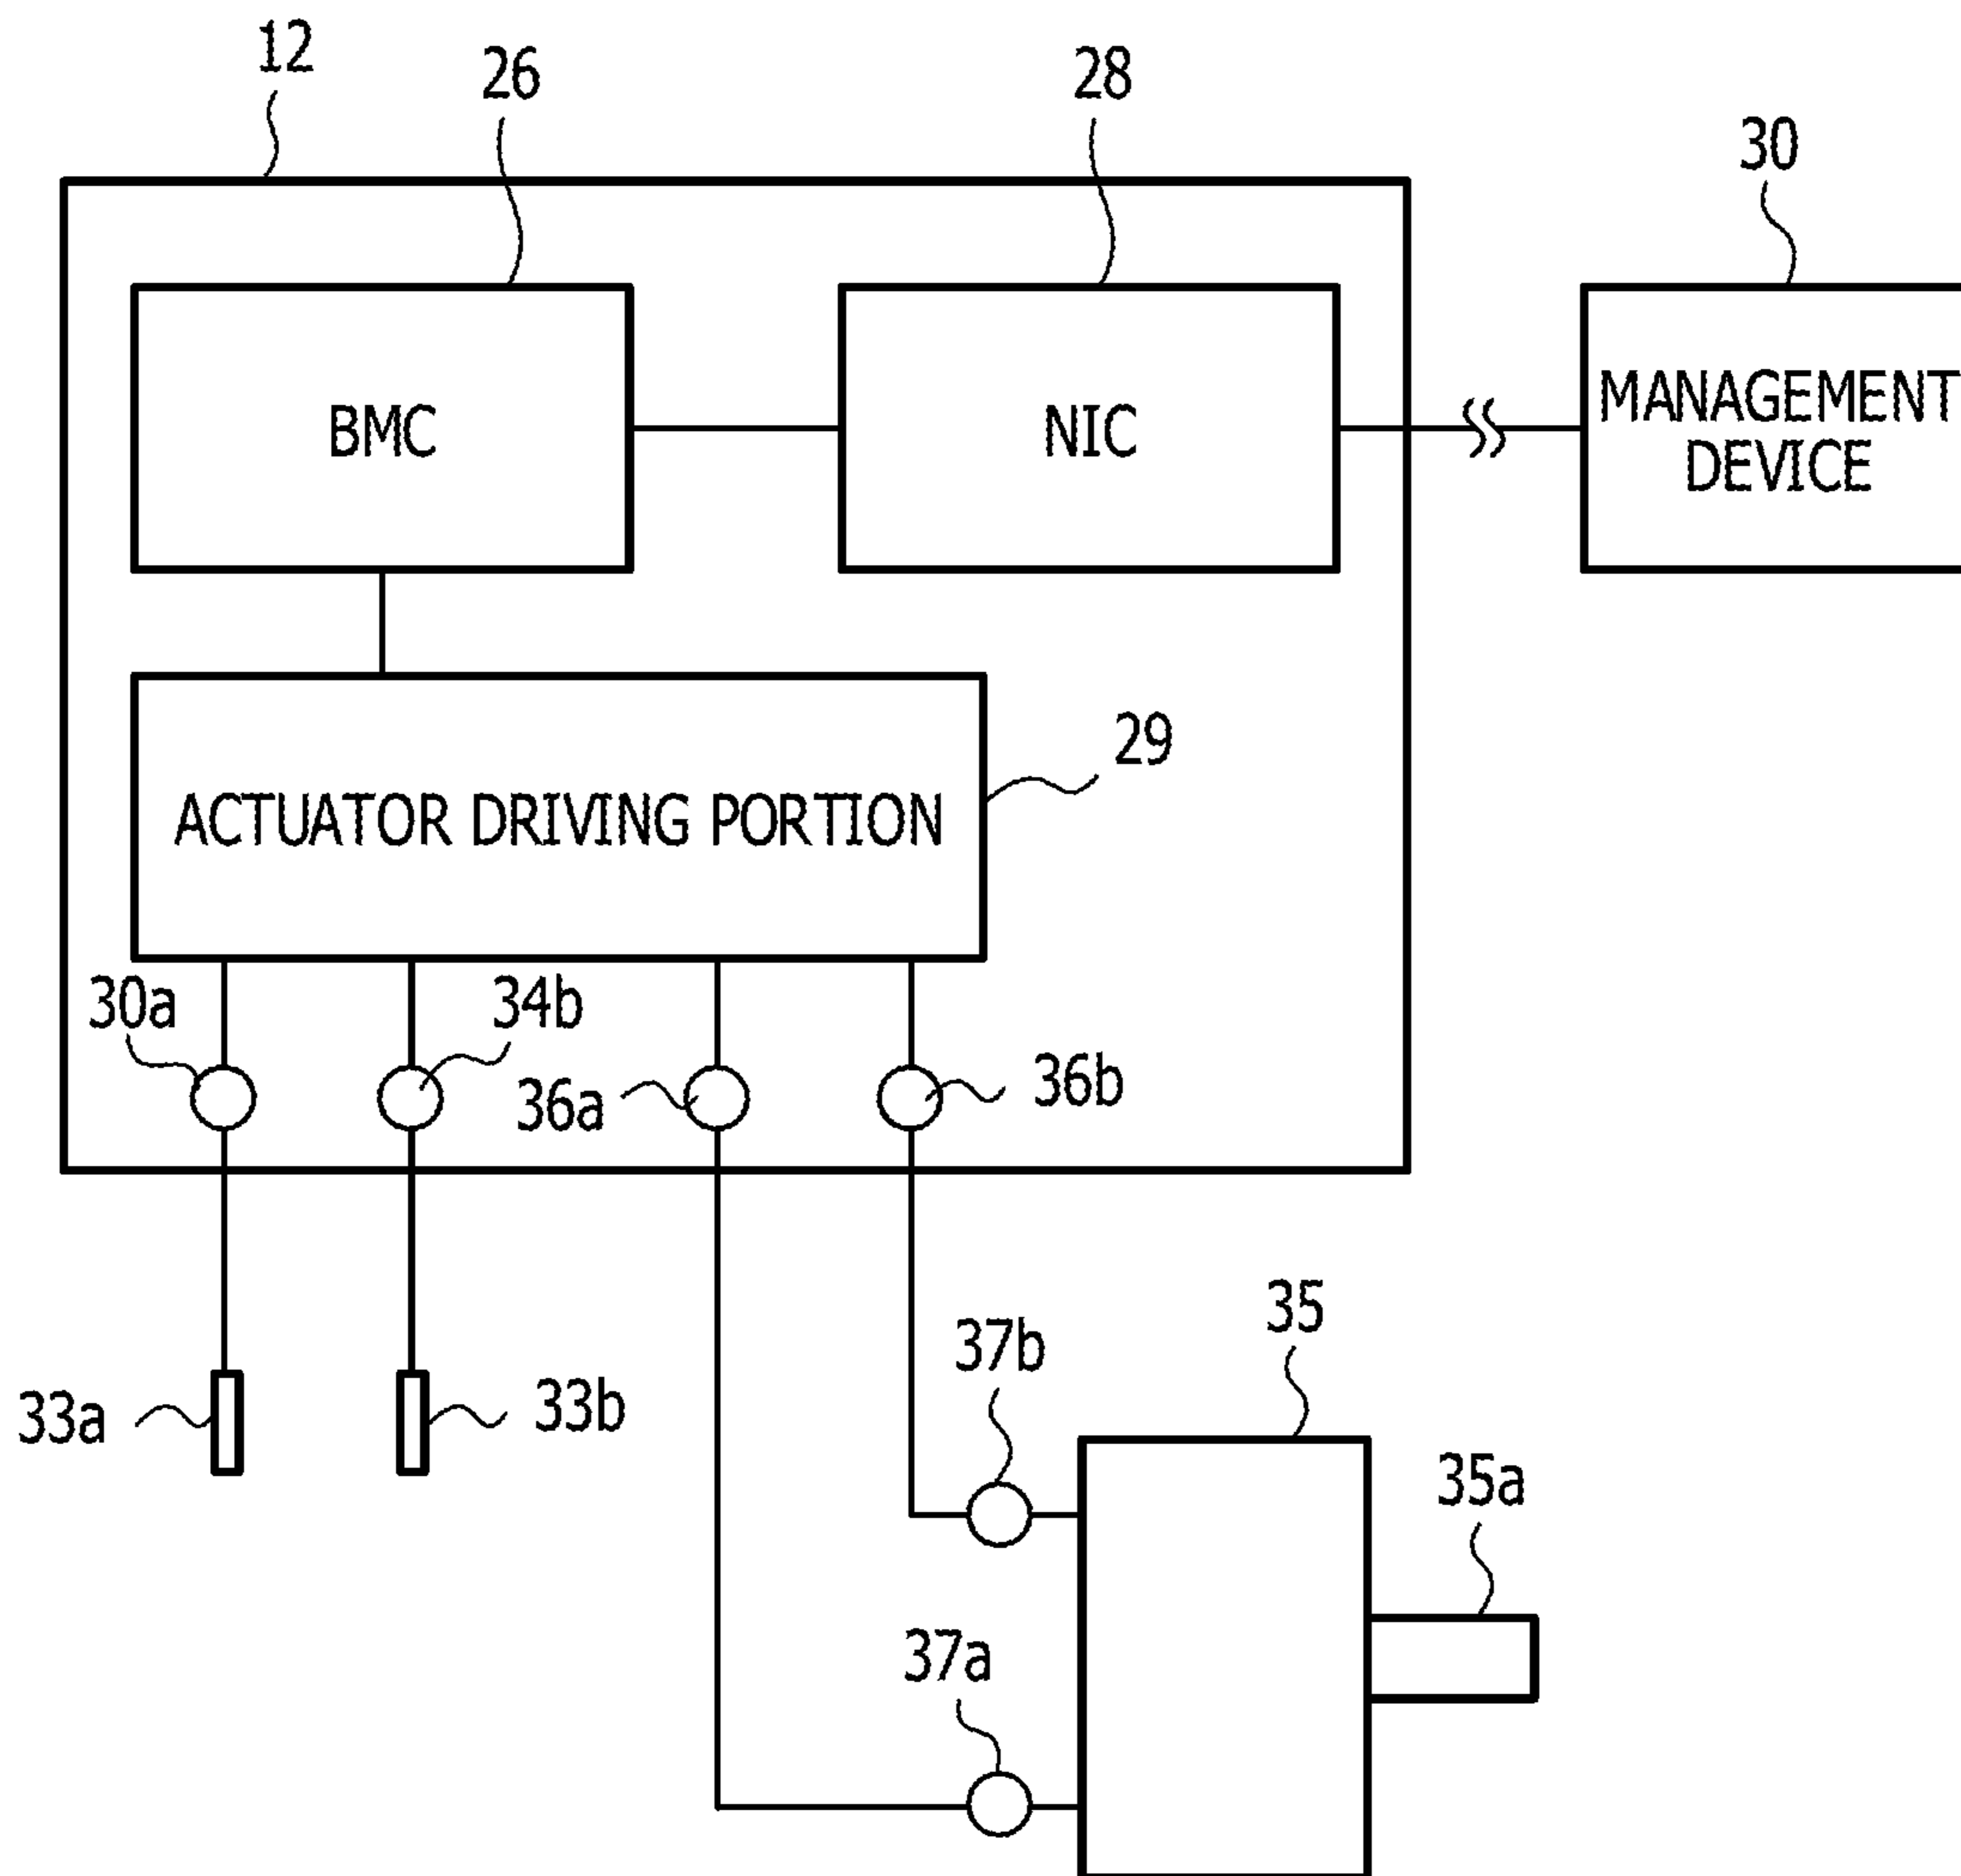 12
26
28
30
BMC
NIC
MANAGEMENT
DEVICE
29
ACTUATOR DRIVING PORTION
30a
34b
36a
36b
35
37b
33a
33b
35a
37a